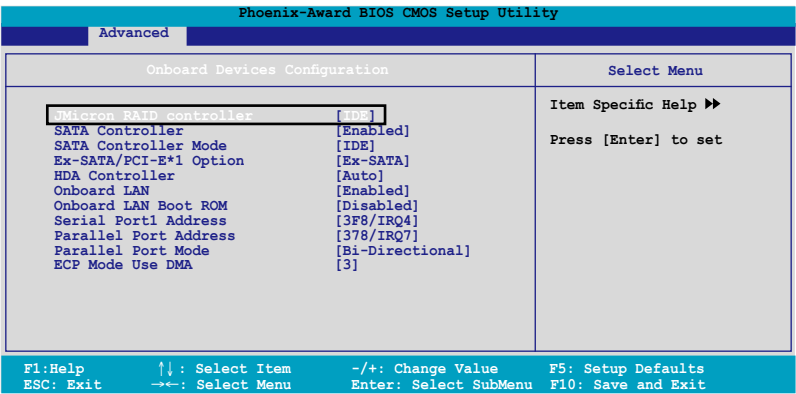 Phoenix-Award BIOS CMOS Setup Utility
Advanced
Onboard Devices Configuration
Select Menu
JMicron RAID controller [IDE]
SATA Controller [Enabled]
SATA Controller Mode [IDE]
Ex-SATA/PCI-E*1 Option [Ex-SATA]
HDA Controller [Auto]
Onboard LAN [Enabled]
Onboard LAN Boot ROM [Disabled]
Serial Port1 Address [3F8/IRQ4]
Parallel Port Address [378/IRQ7]
Parallel Port Mode [Bi-Directional]
ECP Mode Use DMA [3]
Item Specific Help ▶▶
Press [Enter] to set
F1:Help ↑↓ : Select Item -/+: Change Value F5: Setup Defaults
ESC: Exit →←: Select Menu Enter: Select SubMenu F10: Save and Exit